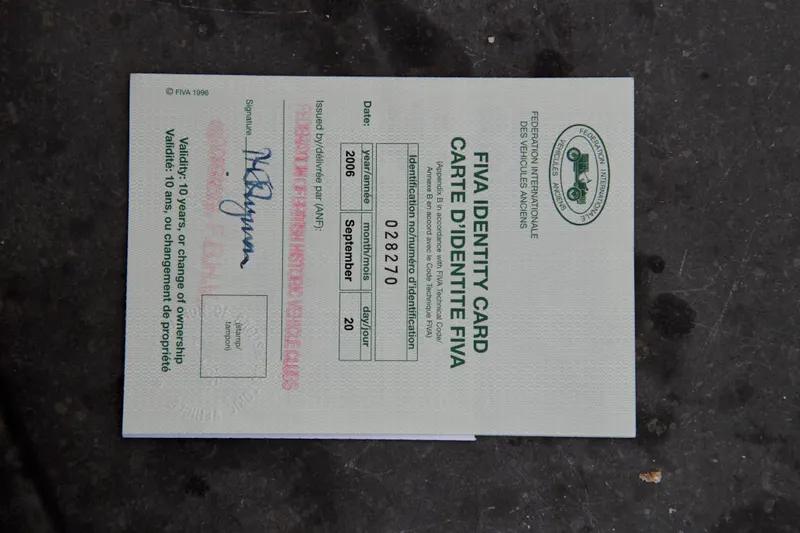 FEDERATION INTERNATIONALE
VEHICULES ANCIENS
FEDERATION INTERNATIONALE
DES VEHICULES ANCIENS
FIVA IDENTITY CARD
CARTE D'IDENTITE FIVA
(Appendix B in accordance with FIVA Technical Code/
Annexe B en accord avec le Code Technique FIVA)
Identification no/numéro d'identification
028270
Date:
year/année month/mois day/jour
2006 September 20
Issued by/délivrée par (ANF):
FEDERATION OF BRITISH HISTORIC VEHICLE CLUBS
Signature
(stamp/
tampon)
Validity: 10 years, or change of ownership
Validité: 10 ans, ou changement de propriété
© FIVA 1996